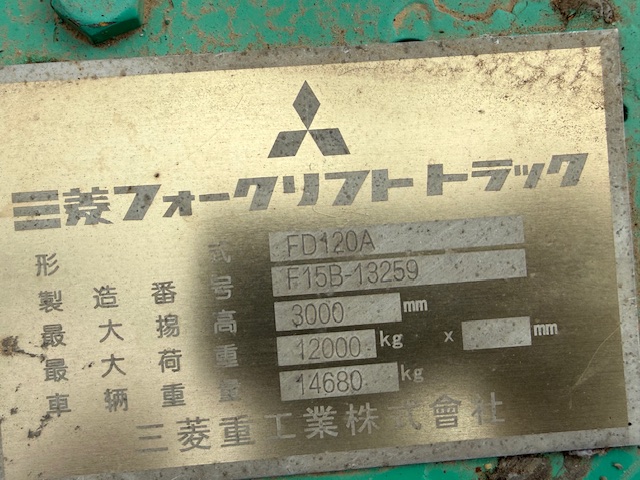 三菱フォークリフトトラック
形式 FD120A
製造番号 F15B-13259
最大揚高 3000 mm
最大荷重 12000 kg x mm
車輌重量 14680 kg
三菱重工業株式會社